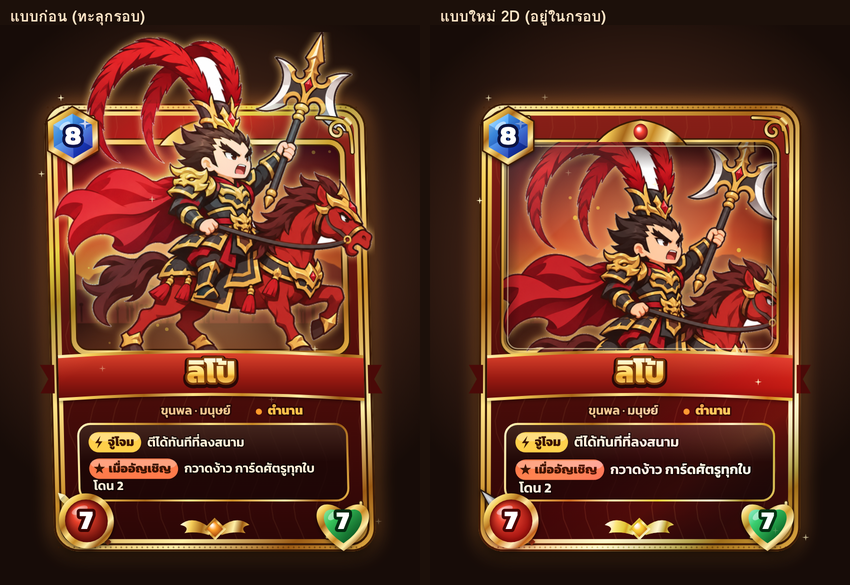 แบบก่อน (ทะลุกรอบ)
8
ลิโป้
ขุนพล · มนุษย์ ● ตำนาน
จู่โจม ตีได้ทันทีที่ลงสนาม
★ เมื่ออัญเชิญ กวาดง้าว การ์ดศัตรูทุกใบ
โดน 2
7
7
แบบใหม่ 2D (อยู่ในกรอบ)
8
ลิโป้
ขุนพล · มนุษย์ ● ตำนาน
จู่โจม ตีได้ทันทีที่ลงสนาม
★ เมื่ออัญเชิญ กวาดง้าว การ์ดศัตรูทุกใบ
โดน 2
7
7